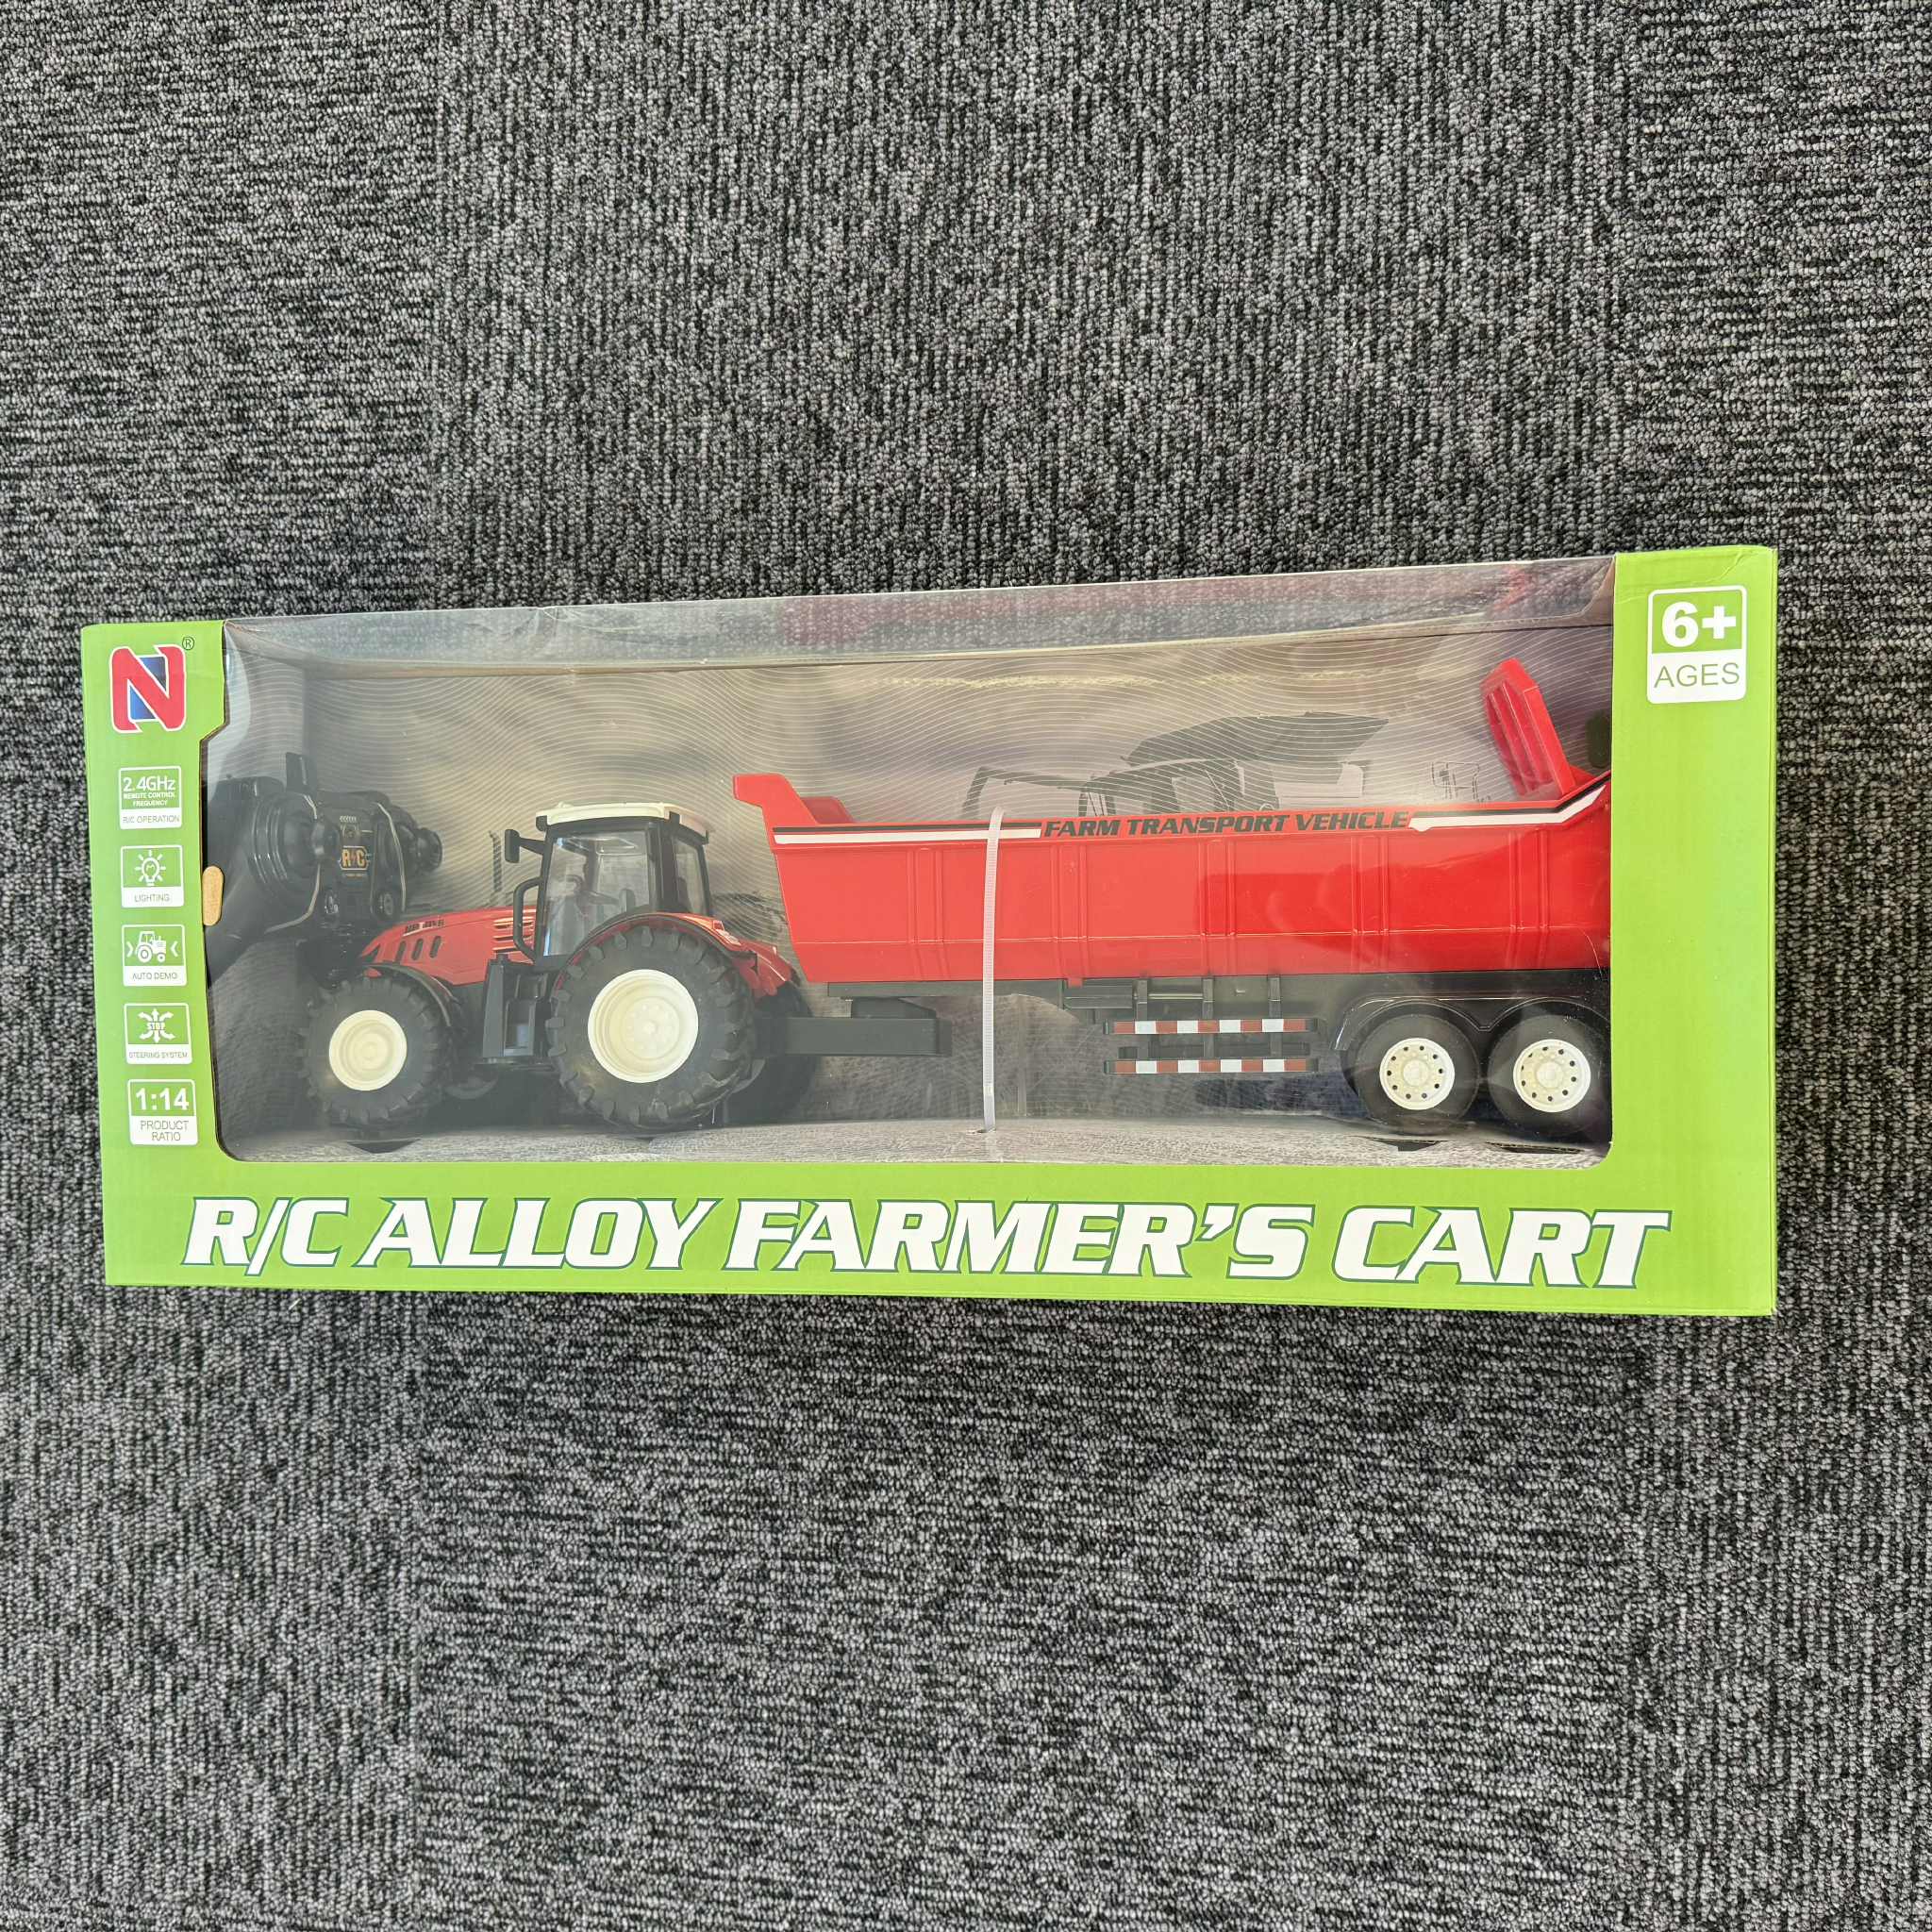 N®
6+
AGES
2.4GHz
REMOTE CONTROL
FREQUENCY
R/C OPERATION
LIGHTING
AUTO DEMO
STOP
STEERING SYSTEM
1:14
PRODUCT
RATIO
R/C
FARM TRANSPORT VEHICLE
R/C ALLOY FARMER'S CART